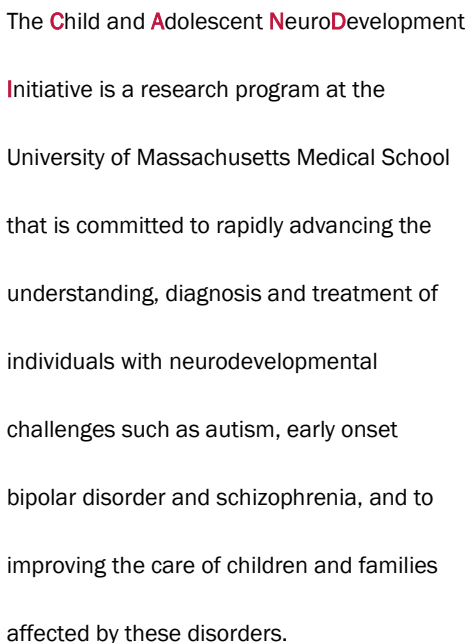 The Child and Adolescent NeuroDevelopment
Initiative is a research program at the
University of Massachusetts Medical School
that is committed to rapidly advancing the
understanding, diagnosis and treatment of
individuals with neurodevelopmental
challenges such as autism, early onset
bipolar disorder and schizophrenia, and to
improving the care of children and families
affected by these disorders.